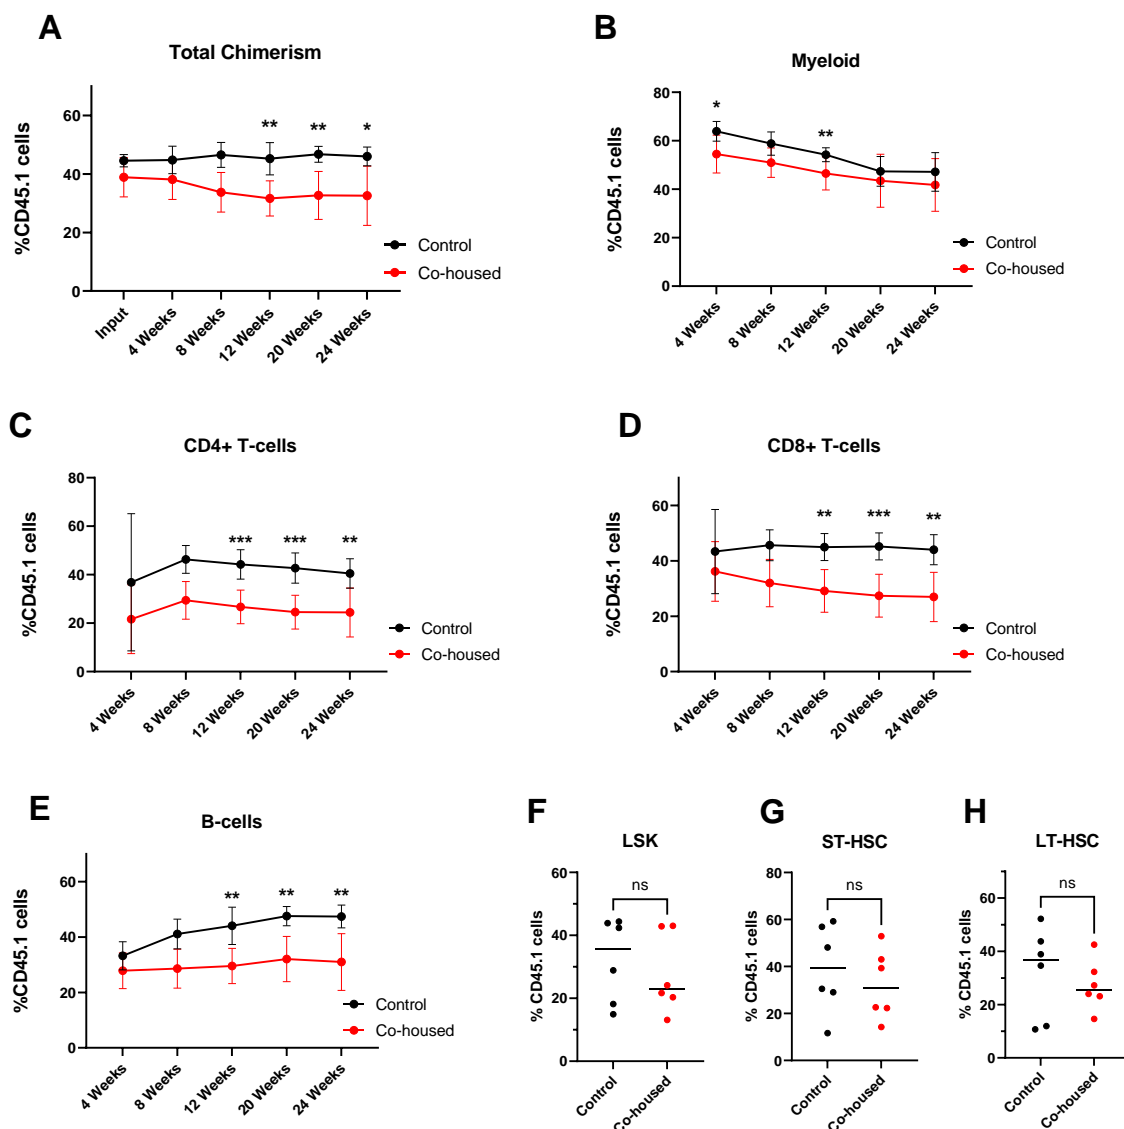 A
Total Chimerism
%CD45.1 cells
60
40
20
0
** ** *
Control
Co-housed
Input
4 Weeks
8 Weeks
12 Weeks
20 Weeks
24 Weeks
B
Myeloid
%CD45.1 cells
80
60
40
20
0
* **
Control
Co-housed
4 Weeks
8 Weeks
12 Weeks
20 Weeks
24 Weeks
C
CD4+ T-cells
%CD45.1 cells
80
60
40
20
0
*** *** **
Control
Co-housed
4 Weeks
8 Weeks
12 Weeks
20 Weeks
24 Weeks
D
CD8+ T-cells
%CD45.1 cells
60
40
20
0
** *** **
Control
Co-housed
4 Weeks
8 Weeks
12 Weeks
20 Weeks
24 Weeks
E
B-cells
%CD45.1 cells
60
40
20
0
** ** **
Control
Co-housed
4 Weeks
8 Weeks
12 Weeks
20 Weeks
24 Weeks
F
LSK
% CD45.1 cells
60
40
20
0
ns
Control
Co-housed
G
ST-HSC
% CD45.1 cells
80
60
40
20
0
ns
Control
Co-housed
H
LT-HSC
% CD45.1 cells
60
40
20
0
ns
Control
Co-housed